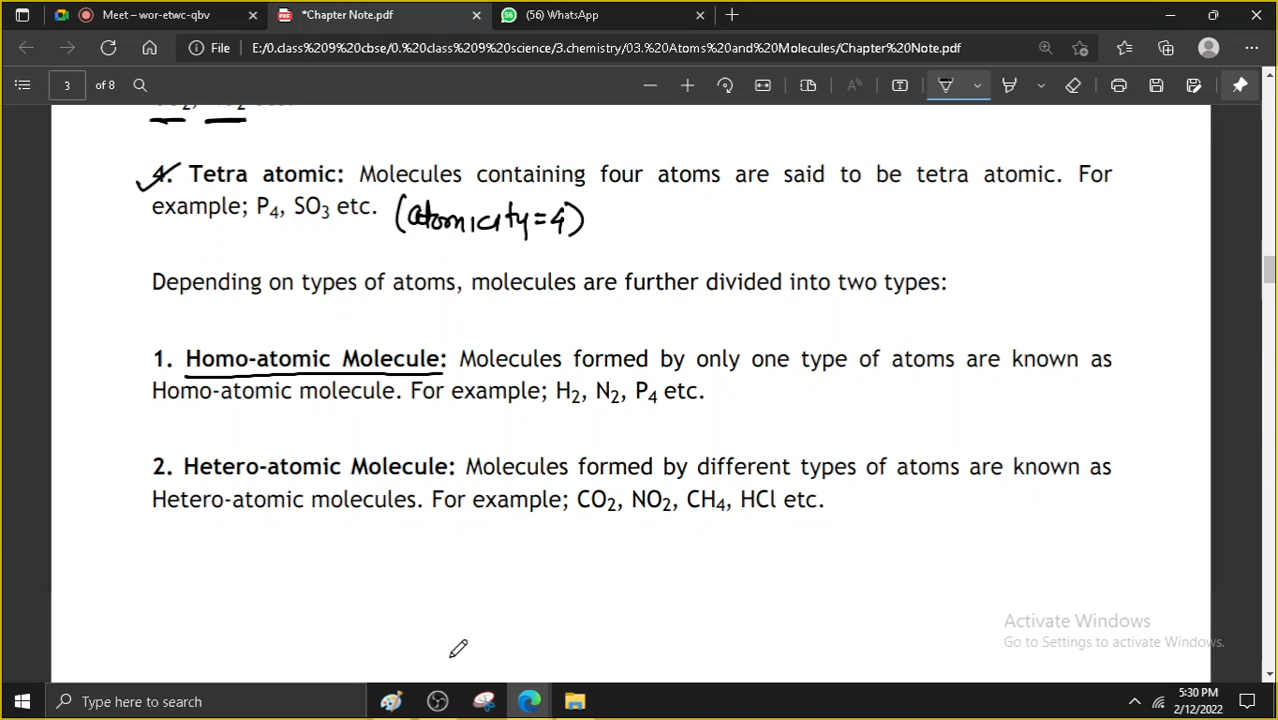 Meet – wor-etwc-qbv
*Chapter Note.pdf
(56) WhatsApp
File
E:/0.class%209%20cbse/0.%20class%209%20science/3.chemistry/03.%20Atoms%20and%20Molecules/Chapter%20Note.pdf
3 of 8
4. Tetra atomic: Molecules containing four atoms are said to be tetra atomic. For
example; P4, SO3 etc. (atomicity=4)
Depending on types of atoms, molecules are further divided into two types:
1. Homo-atomic Molecule: Molecules formed by only one type of atoms are known as
Homo-atomic molecule. For example; H2, N2, P4 etc.
2. Hetero-atomic Molecule: Molecules formed by different types of atoms are known as
Hetero-atomic molecules. For example; CO2, NO2, CH4, HCl etc.
Activate Windows
Go to Settings to activate Windows.
Type here to search
5:30 PM
2/12/2022